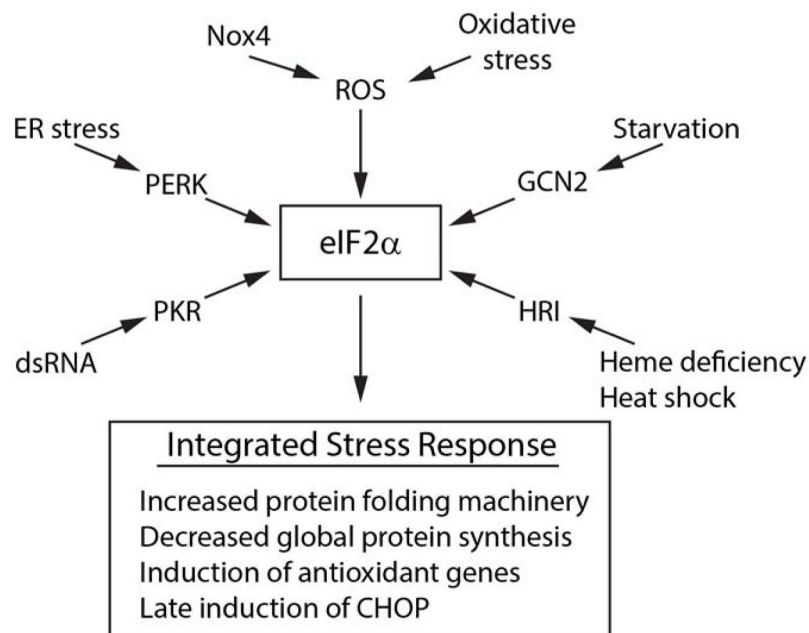 Nox4
Oxidative
stress
ROS
ER stress
Starvation
PERK
GCN2
eIF2α
PKR
HRI
dsRNA
Heme deficiency
Heat shock
Integrated Stress Response
Increased protein folding machinery
Decreased global protein synthesis
Induction of antioxidant genes
Late induction of CHOP